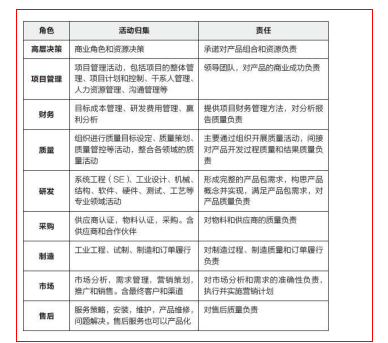 角色 活动归集 责任
高层决策 商业角色和资源决策 承诺对产品组合和资源负责
项目管理 项目管理活动，包括项目的整体管理、项目计划和控制、干系人管理、人力资源管理、沟通管理等 领导团队，对产品的商业成功负责
财务 目标成本管理、研发费用管理、赢利分析 提供项目财务管理方法，对分析报告质量负责
质量 组织进行质量目标设定、质量策划、质量管控等活动，整合各领域的质量活动 主要通过组织开展质量活动，间接对产品开发过程质量和结果质量负责
研发 系统工程（SE）、工业设计、机械、结构、软件、硬件、测试、工艺等专业领域活动 形成完整的产品包需求，构思产品概念并实现，满足产品包需求，对产品质量负责
采购 供应商认证，物料认证，采购。含供应商和合作伙伴 对物料和供应商的质量负责
制造 工业工程、试制、制造和订单履行 对制造过程、制造质量和订单履行负责
市场 市场分析，需求管理，营销策划，推广和销售。含最终客户和渠道 对市场分析和需求的准确性负责，执行并实施营销计划
售后 服务策略，安装，维护，产品维修，问题解决。售后服务也可以产品化 对售后质量负责